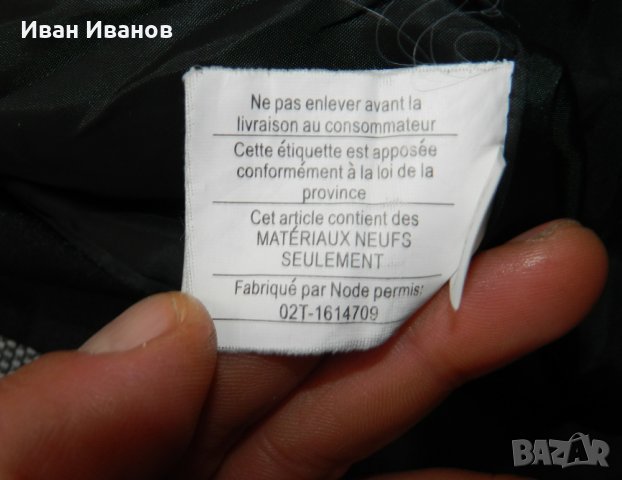 Иван Иванов
Ne pas enlever avant la
livraison au consommateur
Cette étiquette est apposée
conformément à la loi de la
province
Cet article contient des
MATÉRIAUX NEUFS
SEULEMENT
Fabriqué par Node permis:
02T-1614709
BAZAR